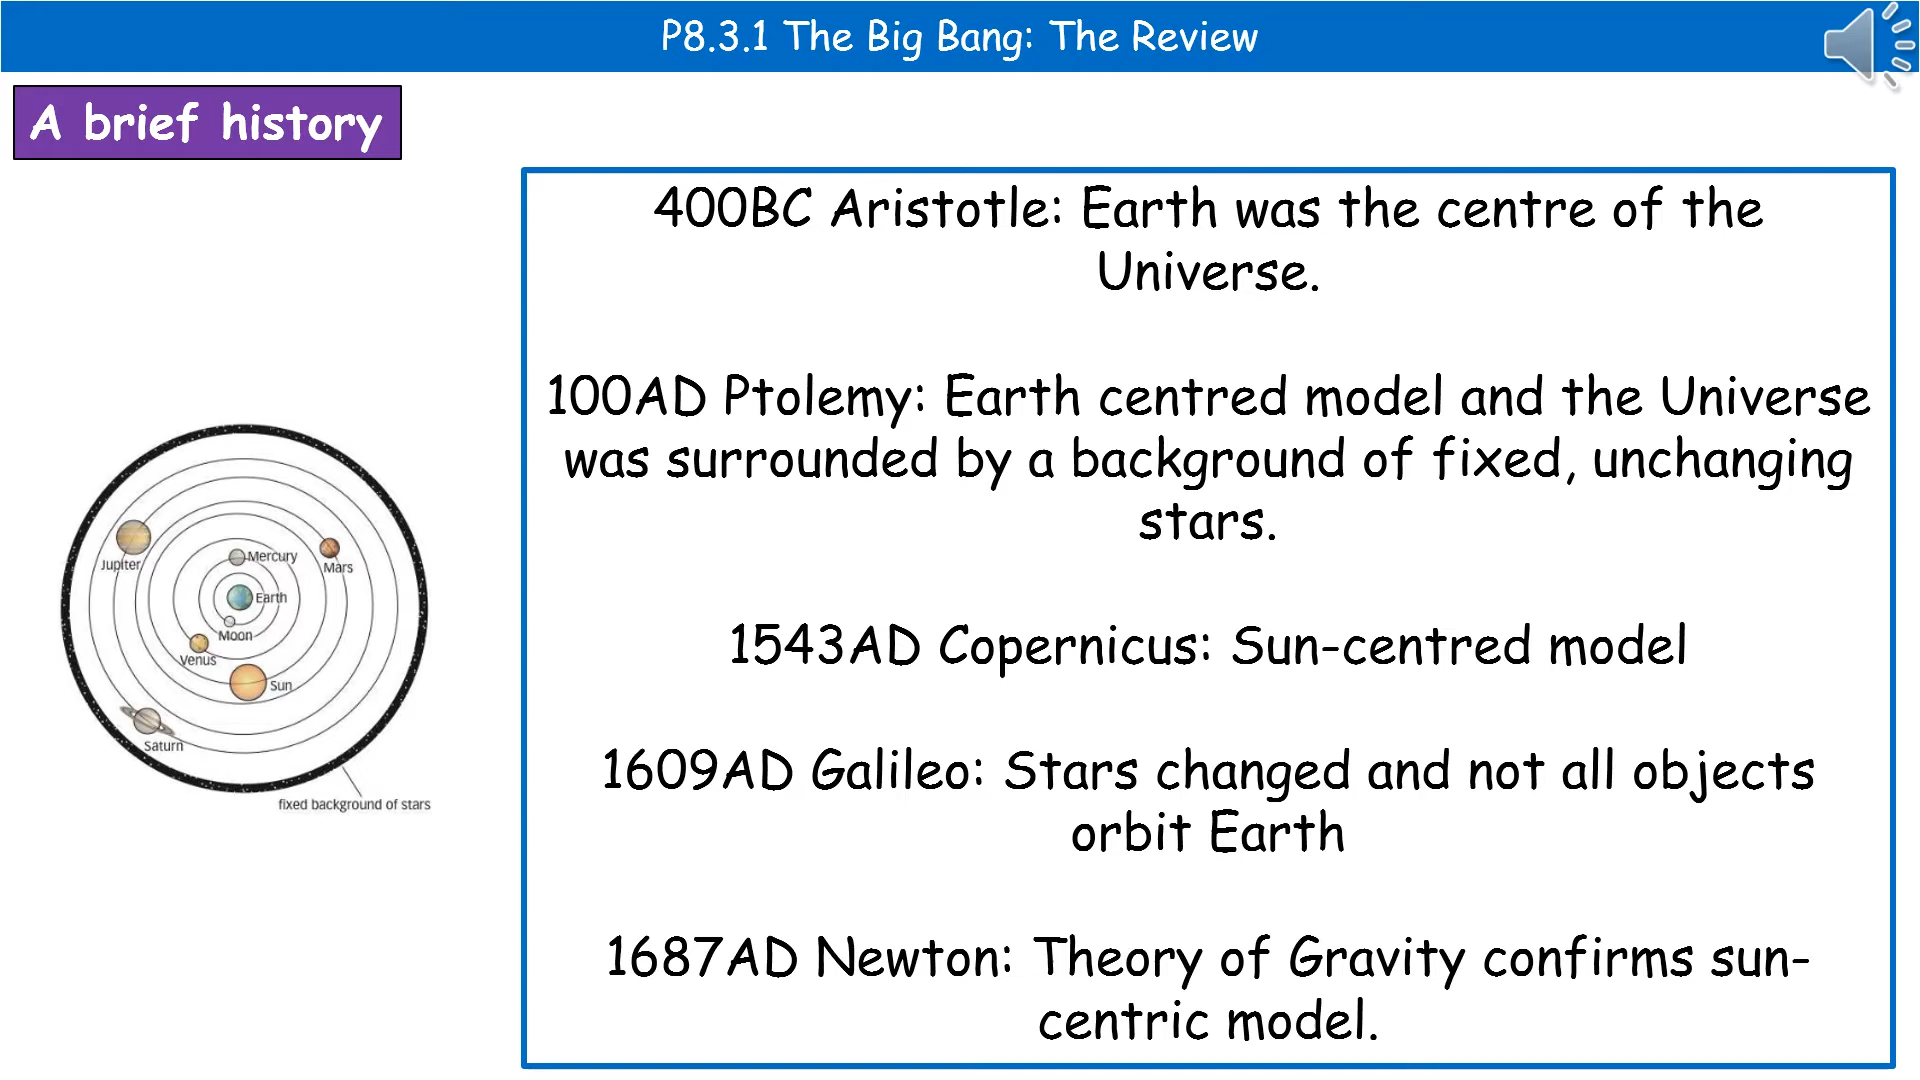 P8.3.1 The Big Bang: The Review
A brief history
400BC Aristotle: Earth was the centre of the
Universe.
100AD Ptolemy: Earth centred model and the Universe
was surrounded by a background of fixed, unchanging
stars.
1543AD Copernicus: Sun-centred model
1609AD Galileo: Stars changed and not all objects
orbit Earth
1687AD Newton: Theory of Gravity confirms sun-
centric model.
Jupiter
Mercury
Mars
Earth
Moon
Venus
Sun
Saturn
fixed background of stars